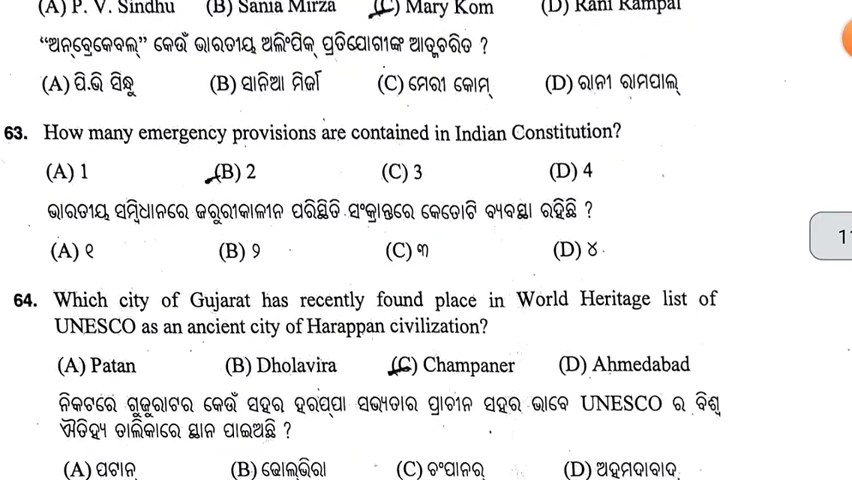 (A) P. V. Sindhu (B) Sania Mirza (C) Mary Kom (D) Rani Rampal
“ଅନ୍‌ବ୍ରେକେବଲ୍” କେଉଁ ଭାରତୀୟ ଅଲିଂପିକ୍ ପ୍ରତିଯୋଗୀଙ୍କ ଆତ୍ମଚରିତ ?
(A) ପି.ଭି ସିନ୍ଧୁ (B) ସାନିଆ ମିର୍ଜା (C) ମେରୀ କୋମ୍ (D) ରାନୀ ରାମପାଲ୍
63. How many emergency provisions are contained in Indian Constitution?
(A) 1 (B) 2 (C) 3 (D) 4
ଭାରତୀୟ ସମ୍ବିଧାନରେ ଜରୁରୀକାଳୀନ ପରିସ୍ଥିତି ସଂକ୍ରାନ୍ତରେ କେତୋଟି ବ୍ୟବସ୍ଥା ରହିଛି ?
(A) ୧ (B) ୨ (C) ୩ (D) ୪
11
64. Which city of Gujarat has recently found place in World Heritage list of
UNESCO as an ancient city of Harappan civilization?
(A) Patan (B) Dholavira (C) Champaner (D) Ahmedabad
ନିକଟରେ ଗୁଜୁରାଟର କେଉଁ ସହର ହରପ୍‌ପା ସଭ୍ୟତାର ପ୍ରାଚୀନ ସହର ଭାବେ UNESCO ର ବିଶ୍ୱ
ଐତିହ୍ୟ ତାଲିକାରେ ସ୍ଥାନ ପାଇଅଛି ?
(A) ପଟାନ୍ (B) ଢୋଲ୍‌ଭିରା (C) ଚଂପାନର୍ (D) ଅହମଦାବାଦ୍